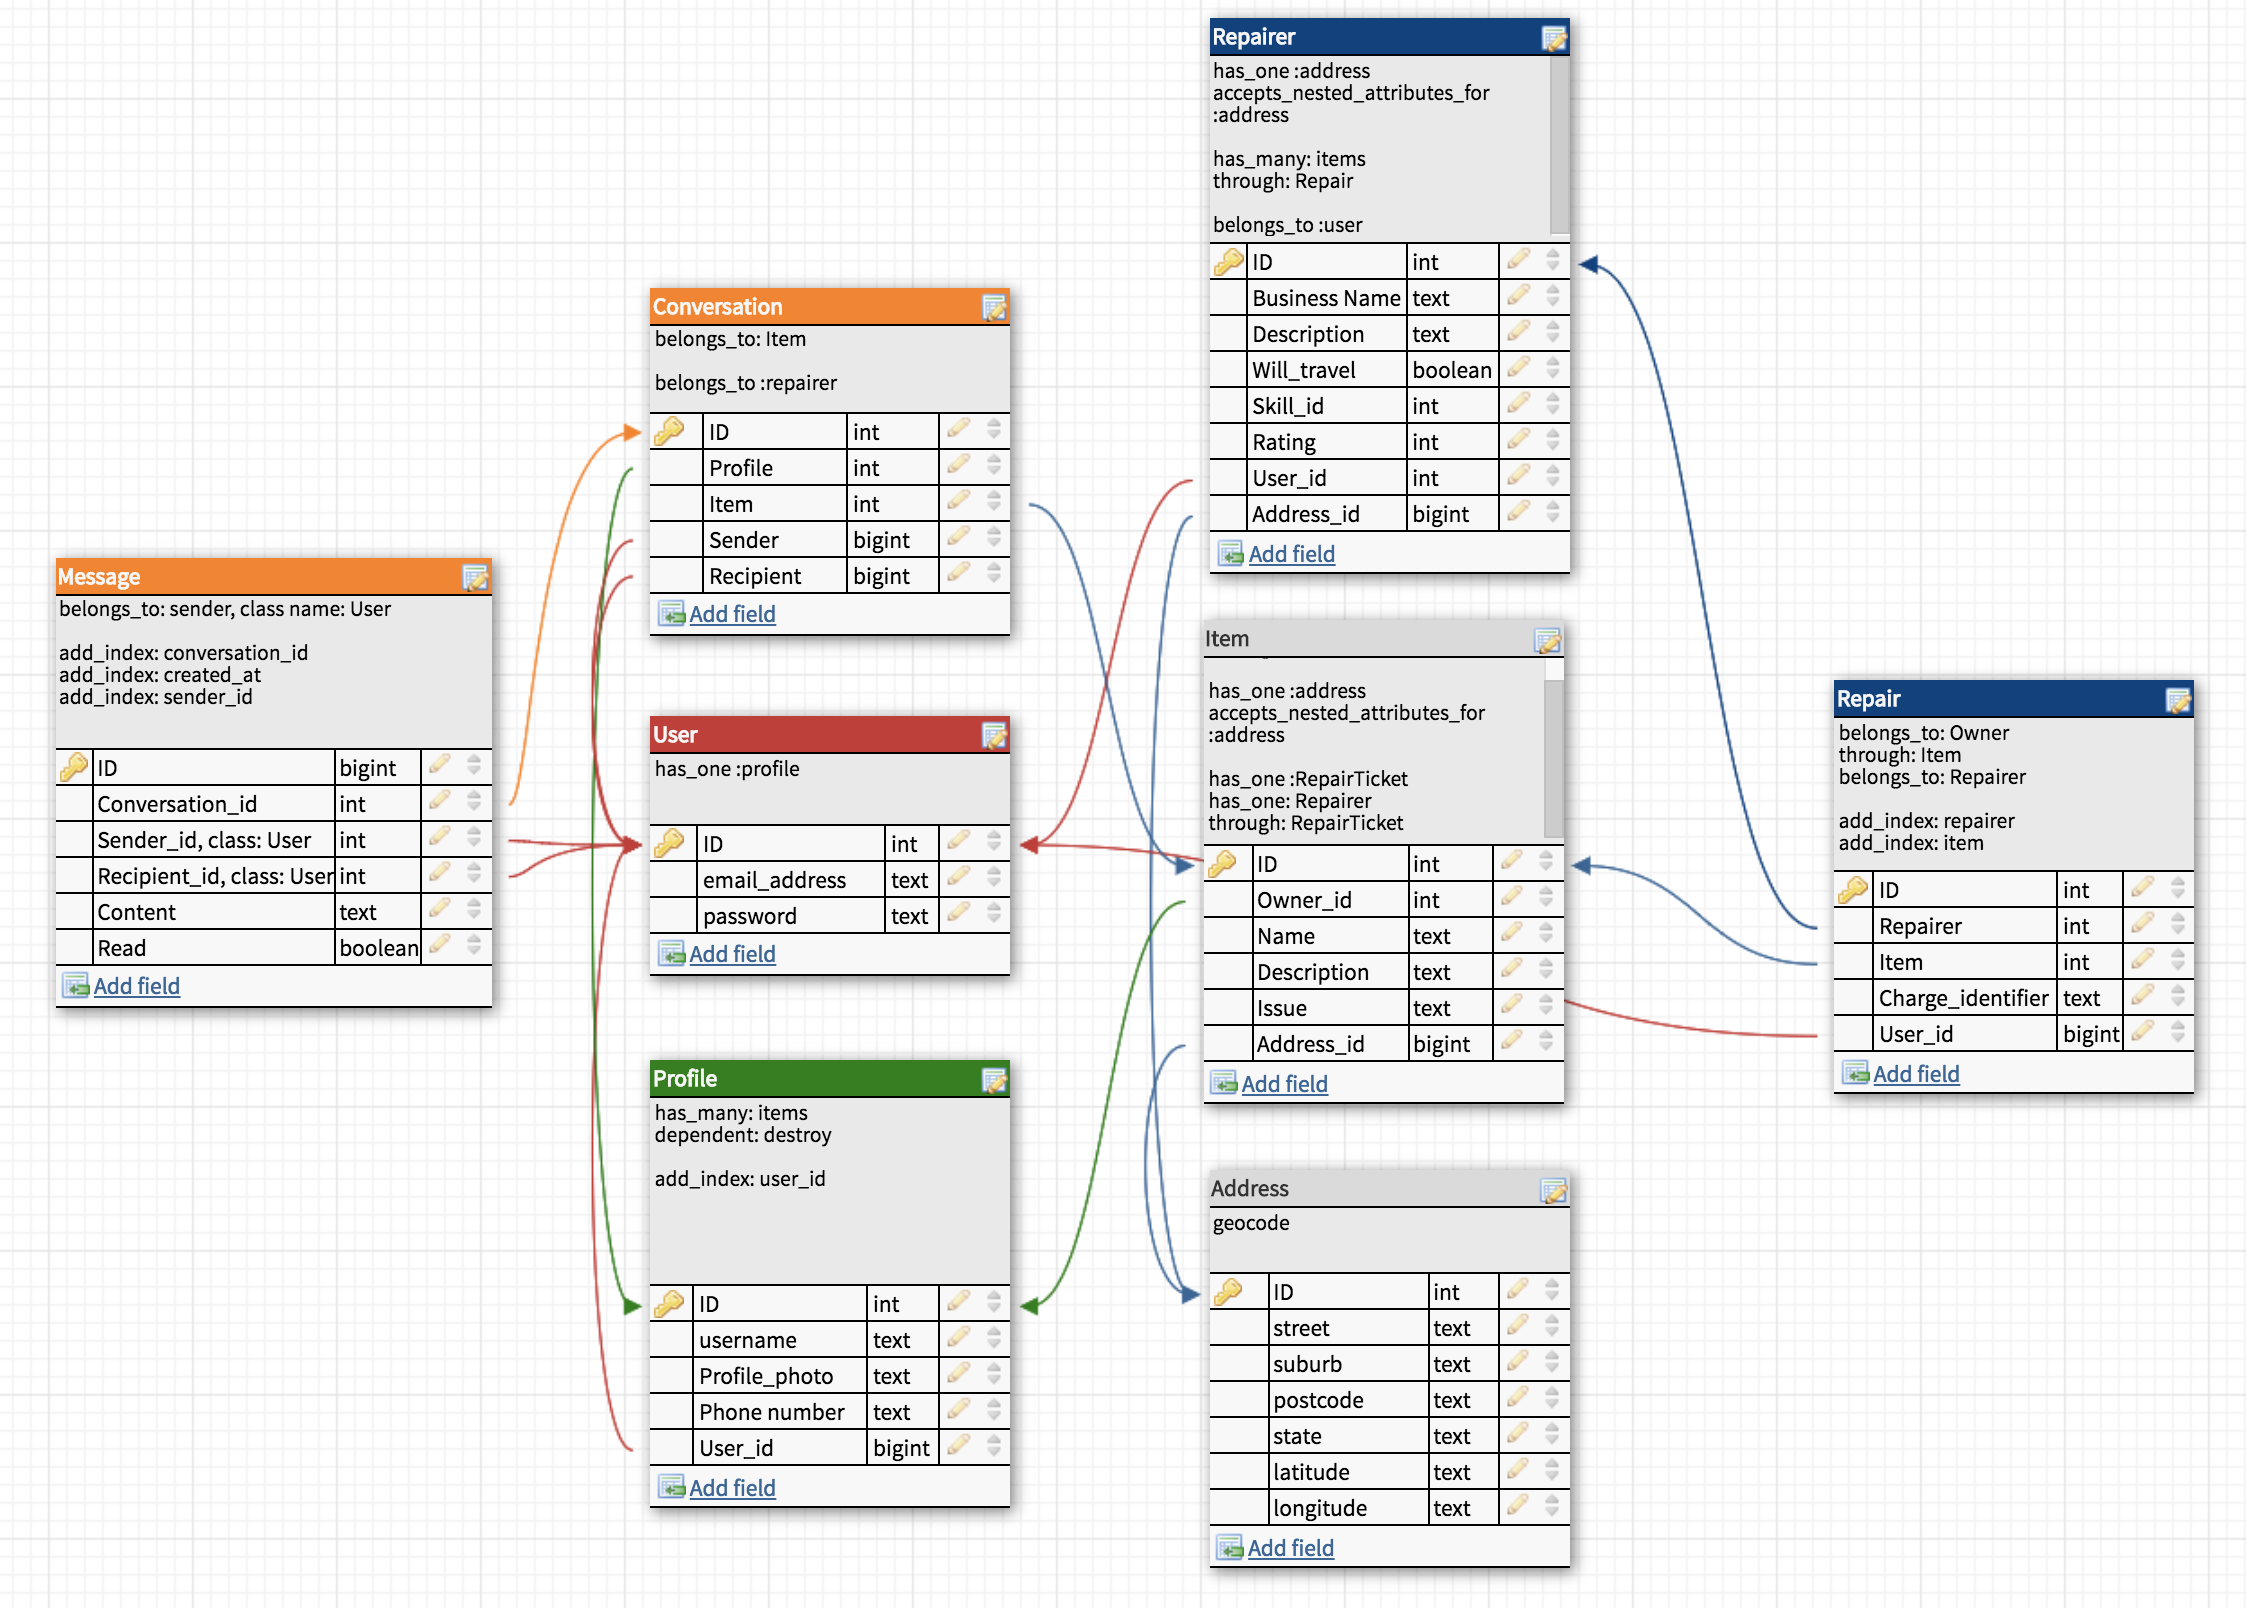 Repairer
has_one :address
accepts_nested_attributes_for
:address
has_many: items
through: Repair
belongs_to :user
ID int
Business Name text
Description text
Will_travel boolean
Skill_id int
Rating int
User_id int
Address_id bigint
Add field
Conversation
belongs_to: Item
belongs_to :repairer
ID int
Profile int
Item int
Sender bigint
Recipient bigint
Add field
Message
belongs_to: sender, class name: User
add_index: conversation_id
add_index: created_at
add_index: sender_id
ID bigint
Conversation_id int
Sender_id, class: User int
Recipient_id, class: User int
Content text
Read boolean
Add field
User
has_one :profile
ID int
email_address text
password text
Add field
Item
has_one :address
accepts_nested_attributes_for
:address
has_one :RepairTicket
has_one: Repairer
through: RepairTicket
ID int
Owner_id int
Name text
Description text
Issue text
Address_id bigint
Add field
Repair
belongs_to: Owner
through: Item
belongs_to: Repairer
add_index: repairer
add_index: item
ID int
Repairer int
Item int
Charge_identifier text
User_id bigint
Add field
Profile
has_many: items
dependent: destroy
add_index: user_id
ID int
username text
Profile_photo text
Phone number text
User_id bigint
Add field
Address
geocode
ID int
street text
suburb text
postcode text
state text
latitude text
longitude text
Add field